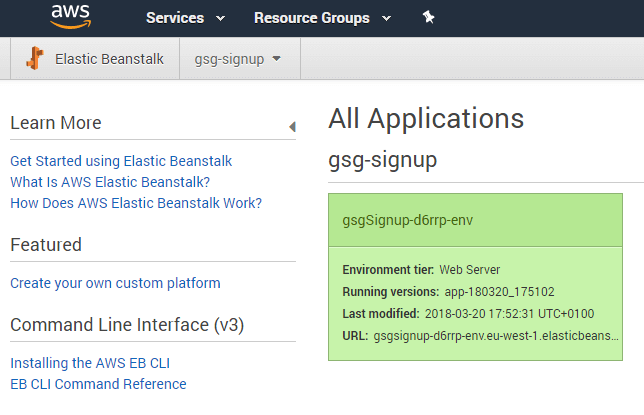 aws
Services
Resource Groups
Elastic Beanstalk
gsg-signup
Learn More
Get Started using Elastic Beanstalk
What Is AWS Elastic Beanstalk?
How Does AWS Elastic Beanstalk Work?
Featured
Create your own custom platform
Command Line Interface (v3)
Installing the AWS EB CLI
EB CLI Command Reference
All Applications
gsg-signup
gsgSignup-d6rrp-env
Environment tier: Web Server
Running versions: app-180320_175102
Last modified: 2018-03-20 17:52:31 UTC+0100
URL: gsgsignup-d6rrp-env.eu-west-1.elasticbeans...